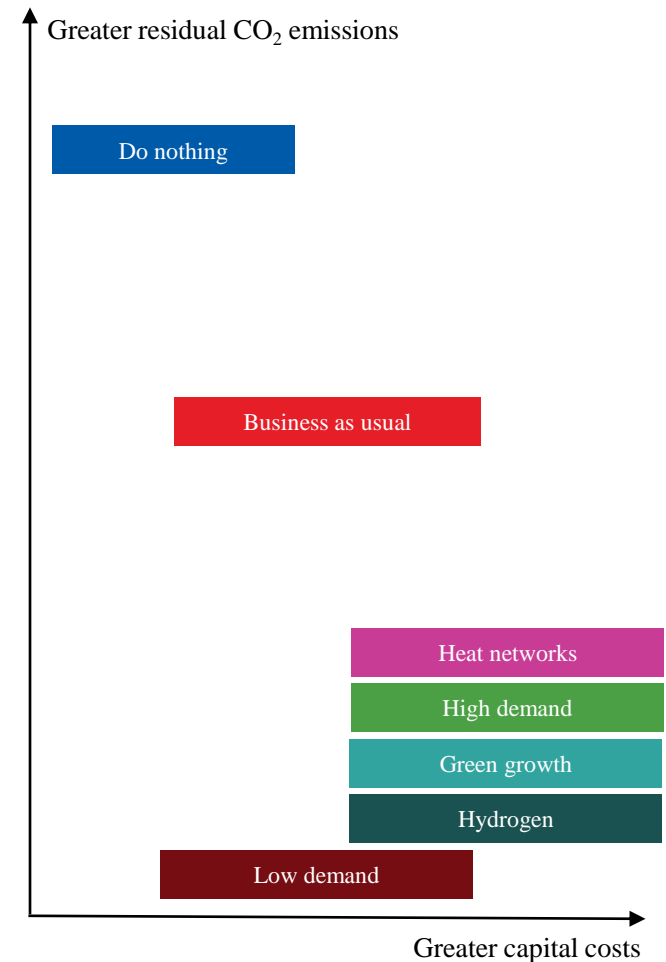 Greater residual CO₂ emissions
Do nothing
Business as usual
Heat networks
High demand
Green growth
Hydrogen
Low demand
Greater capital costs